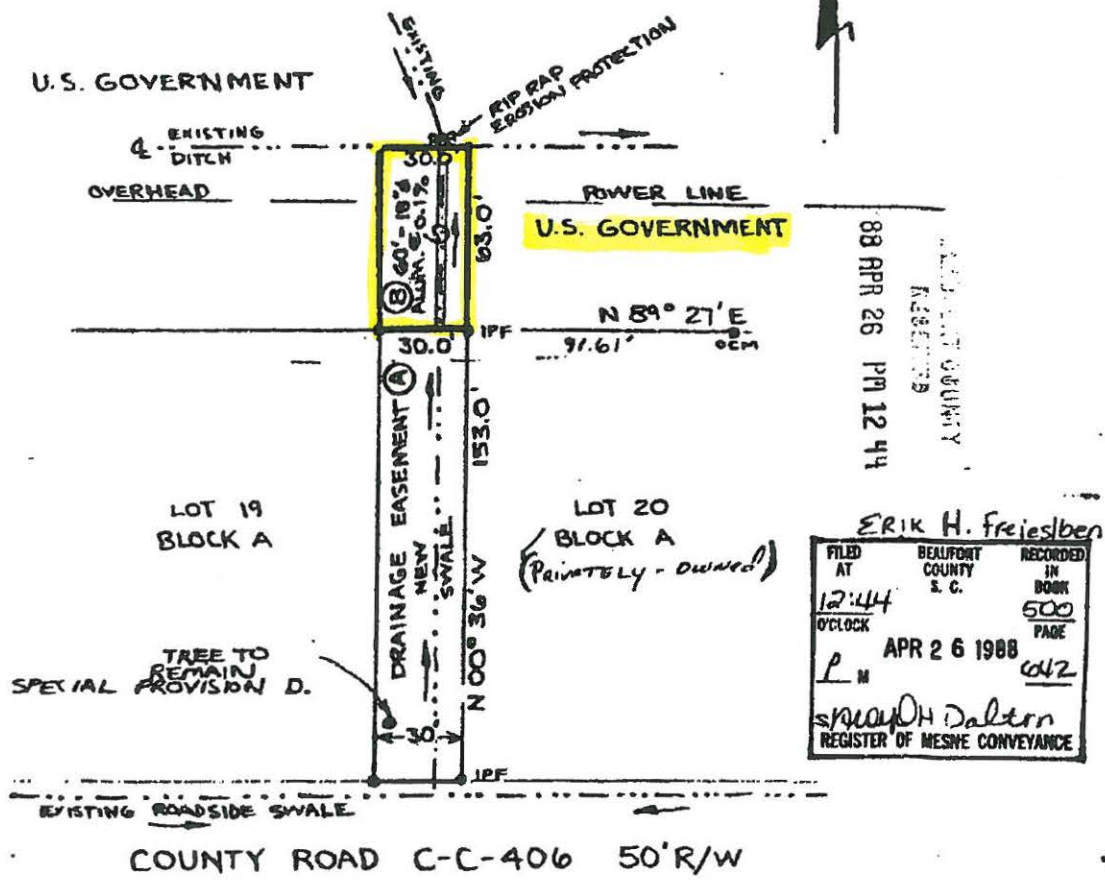 EXISTING
RIP RAP
EROSION PROTECTION
U.S. GOVERNMENT
℄ EXISTING
DITCH
30.0'
OVERHEAD
POWER LINE
U.S. GOVERNMENT
Ⓑ 60'-18"ø
ALUM. @ 0.1%
63.0'
N 89° 27' E
91.61'
IPF
OCM
30.0'
DRAINAGE EASEMENT Ⓐ
NEW
SWALE
153.0'
N 00° 36' W
LOT 19
BLOCK A
LOT 20
BLOCK A
(PRIVATELY-OWNED)
TREE TO
REMAIN
SPECIAL PROVISION D.
30'
IPF
EXISTING ROADSIDE SWALE
COUNTY ROAD C-C-406 50' R/W
COUNTY
88 APR 26 PM 12 44
ERIK H. Freiesleben
FILED
AT
12:44
O'CLOCK
P M
BEAUFORT
COUNTY
S. C.
APR 26 1988
RECORDED
IN
BOOK
500
PAGE
642
Dalton
REGISTER OF MESNE CONVEYANCE